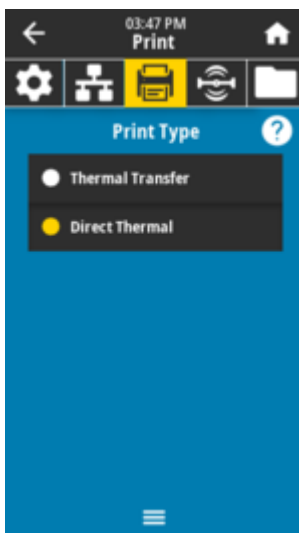 03:47 PM
Print
Print Type
?
Thermal Transfer
Direct Thermal